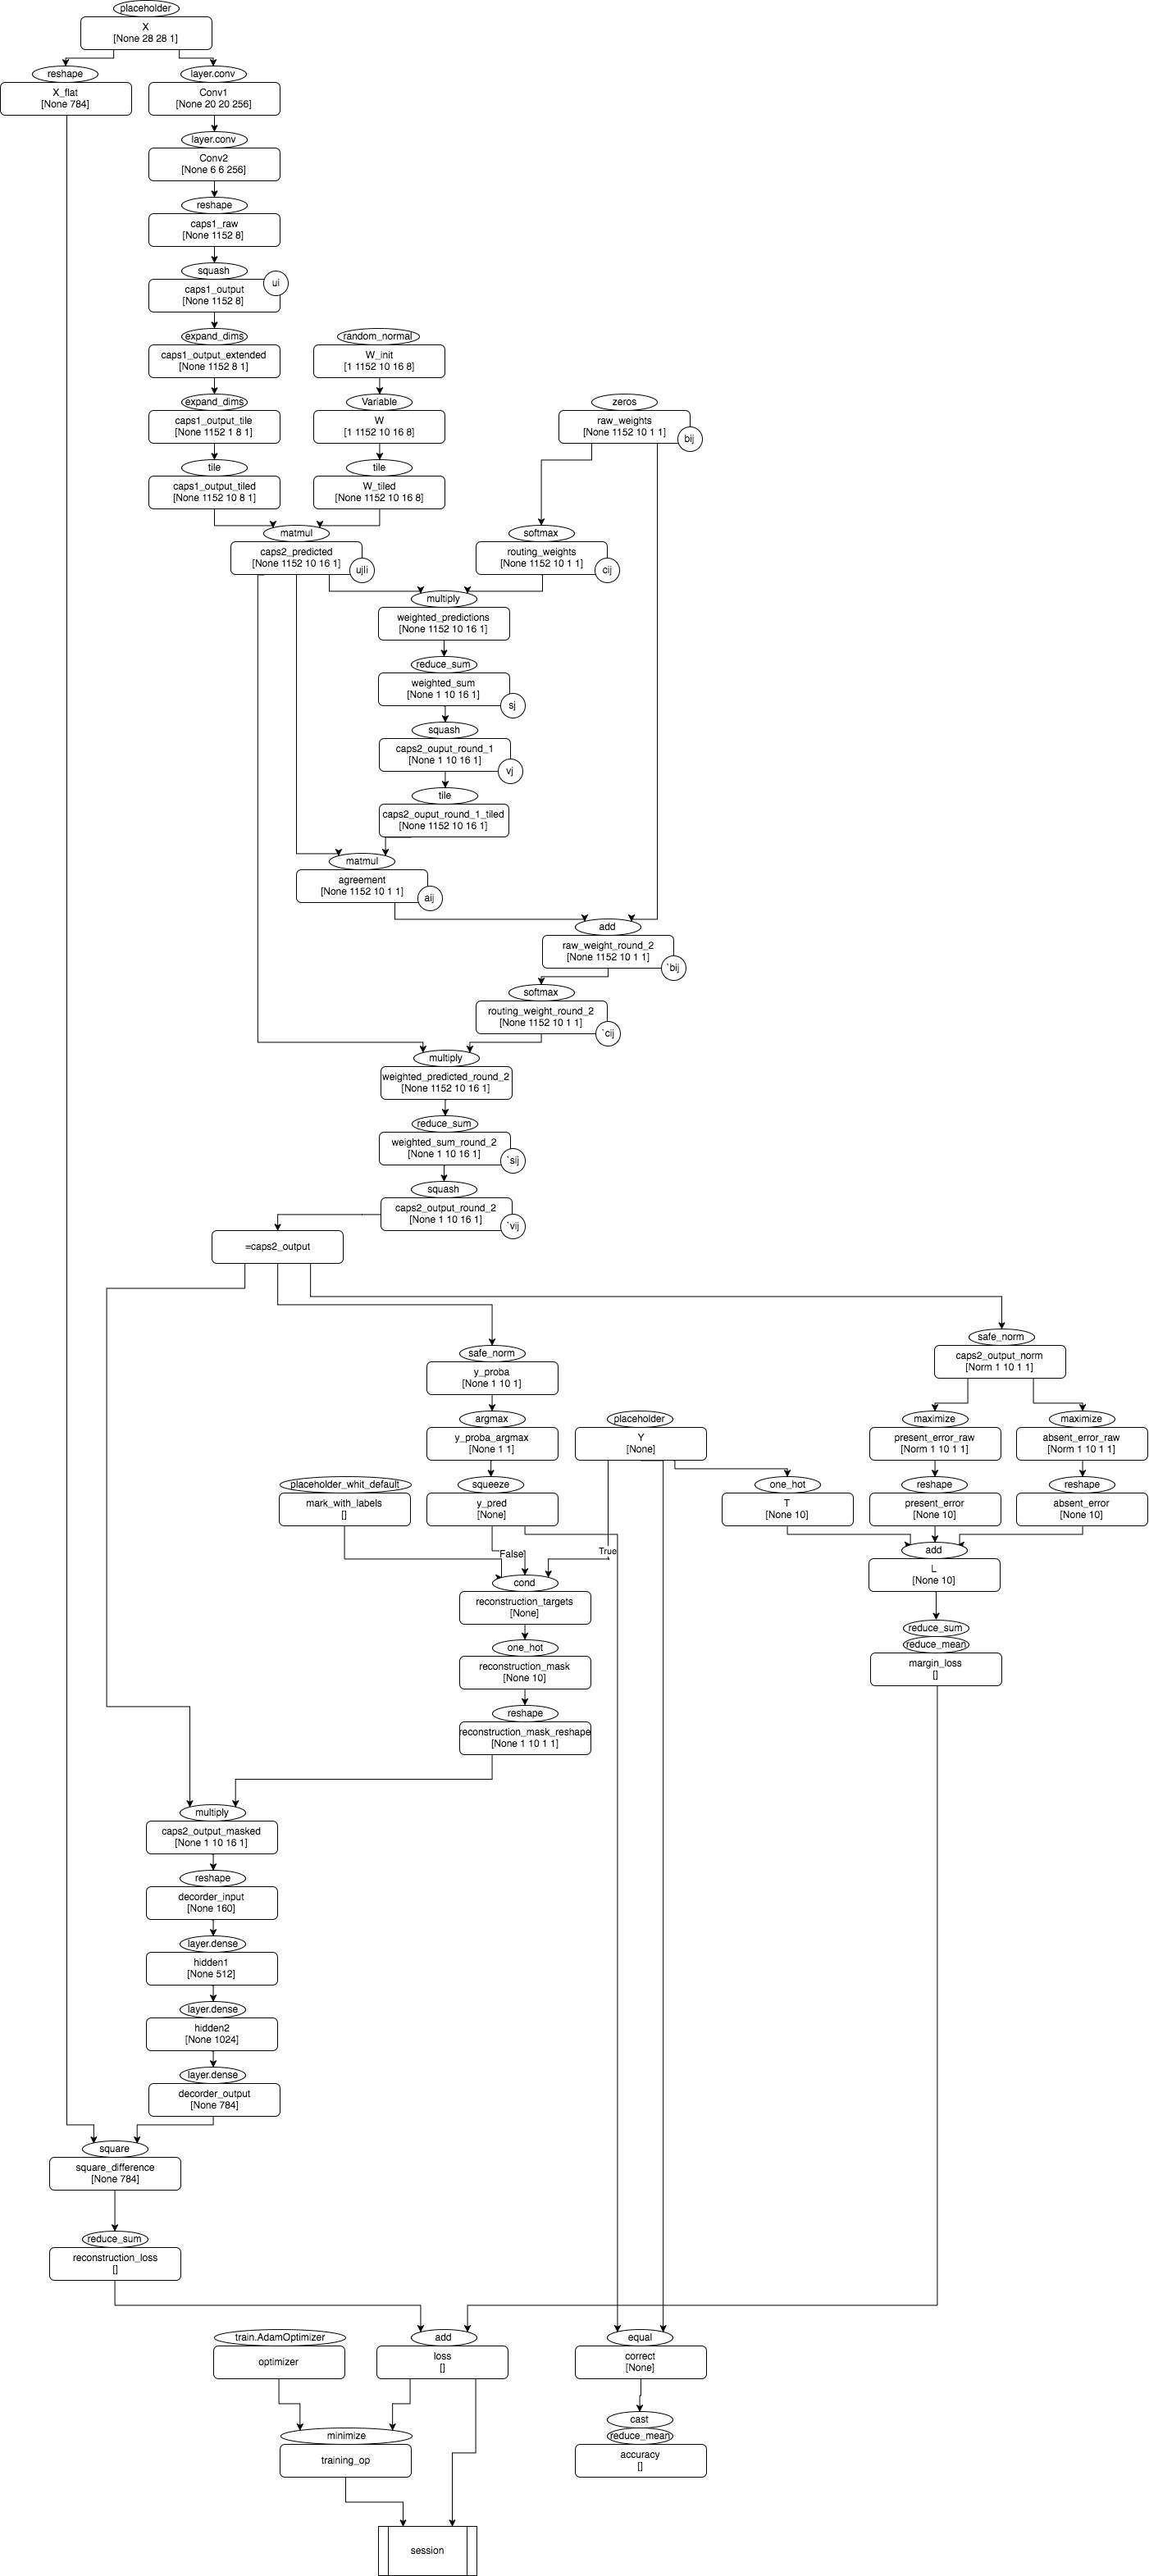 placeholder
X
[None 28 28 1]
reshape
X_flat
[None 784]
layer.conv
Conv1
[None 20 20 256]
layer.conv
Conv2
[None 6 6 256]
reshape
caps1_raw
[None 1152 8]
squash
ui
caps1_output
[None 1152 8]
expand_dims
caps1_output_extended
[None 1152 8 1]
random_normal
W_init
[1 1152 10 16 8]
expand_dims
caps1_output_tile
[None 1152 1 8 1]
Variable
W
[1 1152 10 16 8]
zeros
raw_weights
[None 1152 10 1 1]
bij
tile
caps1_output_tiled
[None 1152 10 8 1]
tile
W_tiled
[None 1152 10 16 8]
matmul
caps2_predicted
[None 1152 10 16 1]
ujli
softmax
routing_weights
[None 1152 10 1 1]
cij
multiply
weighted_predictions
[None 1152 10 16 1]
reduce_sum
weighted_sum
[None 1 10 16 1]
sj
squash
caps2_ouput_round_1
[None 1 10 16 1]
vj
tile
caps2_ouput_round_1_tiled
[None 1152 10 16 1]
matmul
agreement
[None 1152 10 1 1]
aij
add
raw_weight_round_2
[None 1152 10 1 1]
`bij
softmax
routing_weight_round_2
[None 1152 10 1 1]
`cij
multiply
weighted_predicted_round_2
[None 1152 10 16 1]
reduce_sum
weighted_sum_round_2
[None 1 10 16 1]
`sij
squash
caps2_output_round_2
[None 1 10 16 1]
`vij
=caps2_output
safe_norm
y_proba
[None 1 10 1]
safe_norm
caps2_output_norm
[Norm 1 10 1 1]
argmax
y_proba_argmax
[None 1 1]
placeholder
Y
[None]
maximize
present_error_raw
[Norm 1 10 1 1]
maximize
absent_error_raw
[Norm 1 10 1 1]
placeholder_whit_default
mark_with_labels
[]
squeeze
y_pred
[None]
one_hot
T
[None 10]
reshape
present_error
[None 10]
reshape
absent_error
[None 10]
False
True
cond
reconstruction_targets
[None]
add
L
[None 10]
one_hot
reconstruction_mask
[None 10]
reduce_sum
reduce_mean
margin_loss
[]
reshape
reconstruction_mask_reshape
[None 1 10 1 1]
multiply
caps2_output_masked
[None 1 10 16 1]
reshape
decorder_input
[None 160]
layer.dense
hidden1
[None 512]
layer.dense
hidden2
[None 1024]
layer.dense
decorder_output
[None 784]
square
square_difference
[None 784]
reduce_sum
reconstruction_loss
[]
train.AdamOptimizer
optimizer
add
loss
[]
equal
correct
[None]
minimize
training_op
cast
reduce_mean
accuracy
[]
session